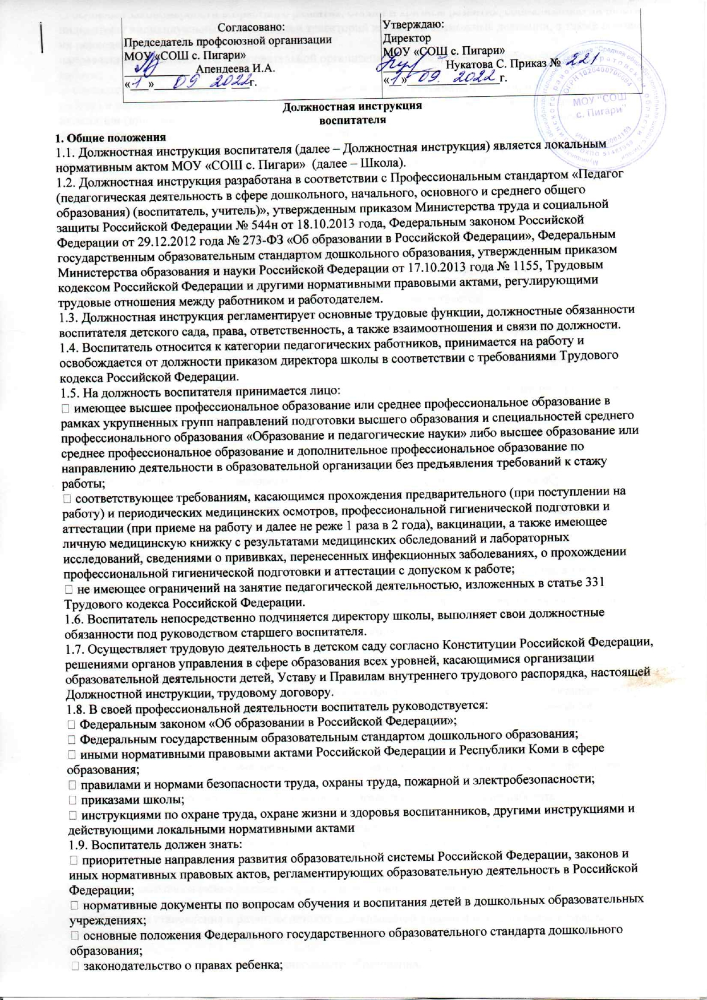 Согласовано:
Председатель профсоюзной организации
МОУ «СОШ с. Пигари»
____________ Апендеева И.А.
«_1_» 09 2022 г.
Утверждаю:
Директор
МОУ «СОШ с. Пигари»
__________ Нукатова С. Приказ № 221
«_1_» 09. 2022 г.
МОУ "СОШ
с. Пигари"
Должностная инструкция
воспитателя
1. Общие положения
1.1. Должностная инструкция воспитателя (далее – Должностная инструкция) является локальным
нормативным актом МОУ «СОШ с. Пигари» (далее – Школа).
1.2. Должностная инструкция разработана в соответствии с Профессиональным стандартом «Педагог
(педагогическая деятельность в сфере дошкольного, начального, основного и среднего общего
образования) (воспитатель, учитель)», утвержденным приказом Министерства труда и социальной
защиты Российской Федерации № 544н от 18.10.2013 года, Федеральным законом Российской
Федерации от 29.12.2012 года № 273-ФЗ «Об образовании в Российской Федерации», Федеральным
государственным образовательным стандартом дошкольного образования, утвержденным приказом
Министерства образования и науки Российской Федерации от 17.10.2013 года № 1155, Трудовым
кодексом Российской Федерации и другими нормативными правовыми актами, регулирующими
трудовые отношения между работником и работодателем.
1.3. Должностная инструкция регламентирует основные трудовые функции, должностные обязанности
воспитателя детского сада, права, ответственность, а также взаимоотношения и связи по должности.
1.4. Воспитатель относится к категории педагогических работников, принимается на работу и
освобождается от должности приказом директора школы в соответствии с требованиями Трудового
кодекса Российской Федерации.
1.5. На должность воспитателя принимается лицо:
□ имеющее высшее профессиональное образование или среднее профессиональное образование в
рамках укрупненных групп направлений подготовки высшего образования и специальностей среднего
профессионального образования «Образование и педагогические науки» либо высшее образование или
среднее профессиональное образование и дополнительное профессиональное образование по
направлению деятельности в образовательной организации без предъявления требований к стажу
работы;
□ соответствующее требованиям, касающимся прохождения предварительного (при поступлении на
работу) и периодических медицинских осмотров, профессиональной гигиенической подготовки и
аттестации (при приеме на работу и далее не реже 1 раза в 2 года), вакцинации, а также имеющее
личную медицинскую книжку с результатами медицинских обследований и лабораторных
исследований, сведениями о прививках, перенесенных инфекционных заболеваниях, о прохождении
профессиональной гигиенической подготовки и аттестации с допуском к работе;
□ не имеющее ограничений на занятие педагогической деятельностью, изложенных в статье 331
Трудового кодекса Российской Федерации.
1.6. Воспитатель непосредственно подчиняется директору школы, выполняет свои должностные
обязанности под руководством старшего воспитателя.
1.7. Осуществляет трудовую деятельность в детском саду согласно Конституции Российской Федерации,
решениями органов управления в сфере образования всех уровней, касающимися организации
образовательной деятельности детей, Уставу и Правилам внутреннего трудового распорядка, настоящей
Должностной инструкции, трудовому договору.
1.8. В своей профессиональной деятельности воспитатель руководствуется:
□ Федеральным законом «Об образовании в Российской Федерации»;
□ Федеральным государственным образовательным стандартом дошкольного образования;
□ иными нормативными правовыми актами Российской Федерации и Республики Коми в сфере
образования;
□ правилами и нормами безопасности труда, охраны труда, пожарной и электробезопасности;
□ приказами школы;
□ инструкциями по охране труда, охране жизни и здоровья воспитанников, другими инструкциями и
действующими локальными нормативными актами
1.9. Воспитатель должен знать:
□ приоритетные направления развития образовательной системы Российской Федерации, законов и
иных нормативных правовых актов, регламентирующих образовательную деятельность в Российской
Федерации;
□ нормативные документы по вопросам обучения и воспитания детей в дошкольных образовательных
учреждениях;
□ основные положения Федерального государственного образовательного стандарта дошкольного
образования;
□ законодательство о правах ребенка;